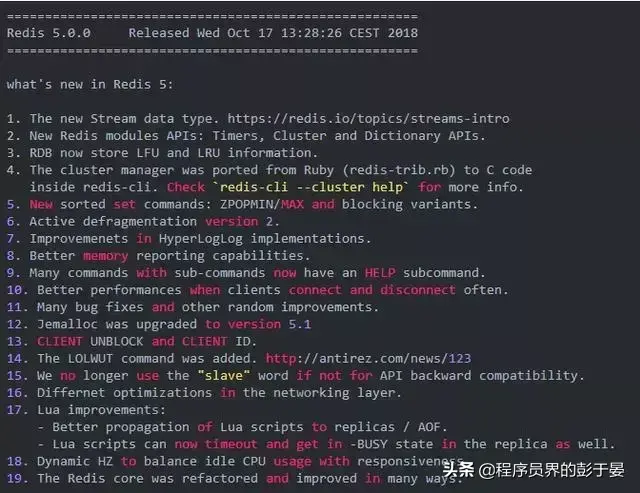 ================================================================
Redis 5.0.0     Released Wed Oct 17 13:28:26 CEST 2018
================================================================
what's new in Redis 5:
1. The new Stream data type. https://redis.io/topics/streams-intro
2. New Redis modules APIs: Timers, Cluster and Dictionary APIs.
3. RDB now store LFU and LRU information.
4. The cluster manager was ported from Ruby (redis-trib.rb) to C code
inside redis-cli. Check `redis-cli --cluster help` for more info.
5. New sorted set commands: ZPOPMIN/MAX and blocking variants.
6. Active defragmentation version 2.
7. Improvemenets in HyperLogLog implementations.
8. Better memory reporting capabilities.
9. Many commands with sub-commands now have an HELP subcommand.
10. Better performances when clients connect and disconnect often.
11. Many bug fixes and other random improvements.
12. Jemalloc was upgraded to version 5.1
13. CLIENT UNBLOCK and CLIENT ID.
14. The LOLWUT command was added. http://antirez.com/news/123
15. We no longer use the "slave" word if not for API backward compatibility.
16. Differnet optimizations in the networking layer.
17. Lua improvements:
- Better propagation of Lua scripts to replicas / AOF.
- Lua scripts can now timeout and get in -BUSY state in the replica as well.
18. Dynamic HZ to balance idle CPU usage with responsiveness
19. The Redis core was refactored and improved in many ways.
头条 @程序员界的彭于晏